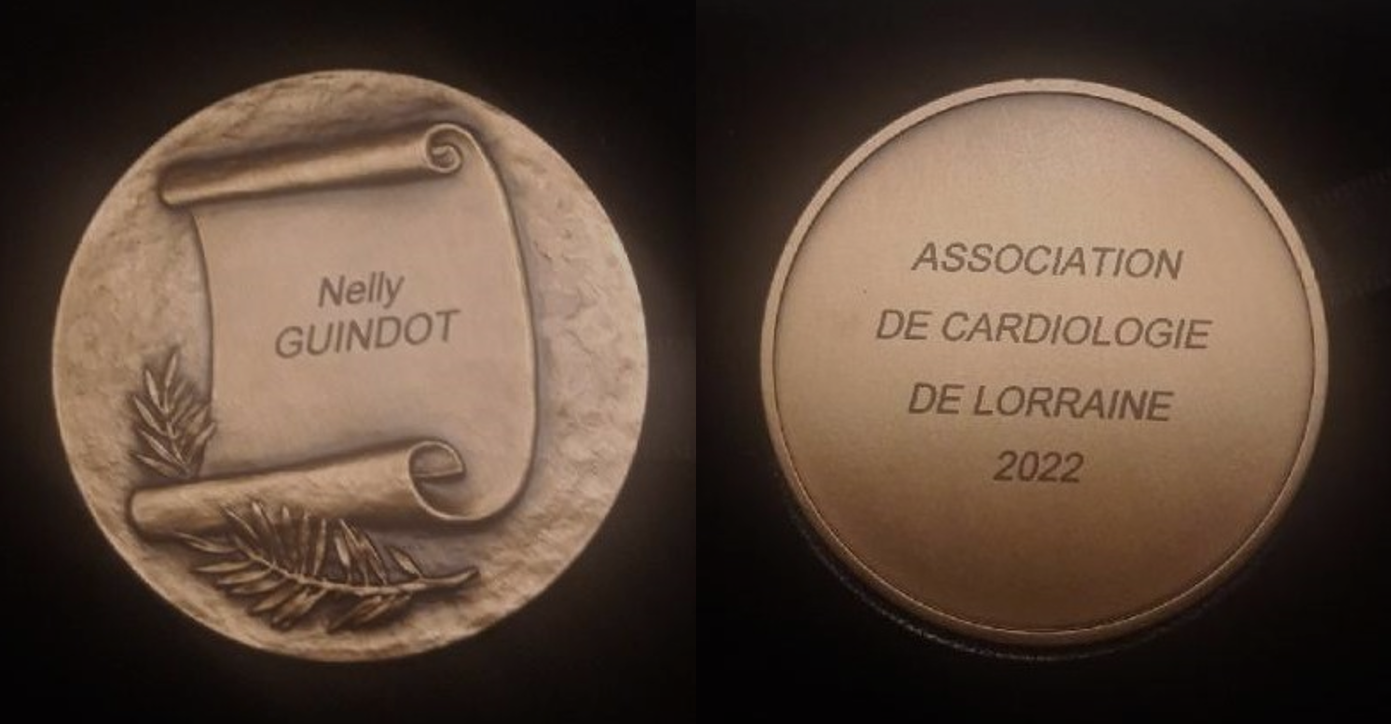 Nelly
GUINDOT
ASSOCIATION
DE CARDIOLOGIE
DE LORRAINE
2022